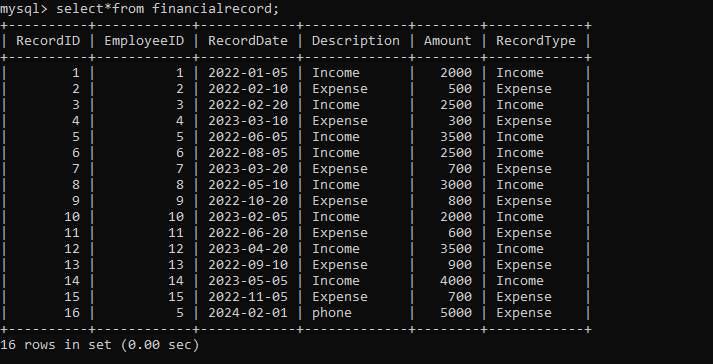 mysql> select*from financialrecord;
+----------+------------+------------+-------------+--------+------------+
| RecordID | EmployeeID | RecordDate | Description | Amount | RecordType |
+----------+------------+------------+-------------+--------+------------+
|        1 |          1 | 2022-01-05 | Income      |   2000 | Income     |
|        2 |          2 | 2022-02-10 | Expense     |    500 | Expense    |
|        3 |          3 | 2022-02-20 | Income      |   2500 | Income     |
|        4 |          4 | 2023-03-10 | Expense     |    300 | Expense    |
|        5 |          5 | 2022-06-05 | Income      |   3500 | Income     |
|        6 |          6 | 2022-08-05 | Income      |   2500 | Income     |
|        7 |          7 | 2023-03-20 | Expense     |    700 | Expense    |
|        8 |          8 | 2022-05-10 | Income      |   3000 | Income     |
|        9 |          9 | 2022-10-20 | Expense     |    800 | Expense    |
|       10 |         10 | 2023-02-05 | Income      |   2000 | Income     |
|       11 |         11 | 2022-06-20 | Expense     |    600 | Expense    |
|       12 |         12 | 2023-04-20 | Income      |   3500 | Income     |
|       13 |         13 | 2022-09-10 | Expense     |    900 | Expense    |
|       14 |         14 | 2023-05-05 | Income      |   4000 | Income     |
|       15 |         15 | 2022-11-05 | Expense     |    700 | Expense    |
|       16 |          5 | 2024-02-01 | phone       |   5000 | Expense    |
+----------+------------+------------+-------------+--------+------------+
16 rows in set (0.00 sec)